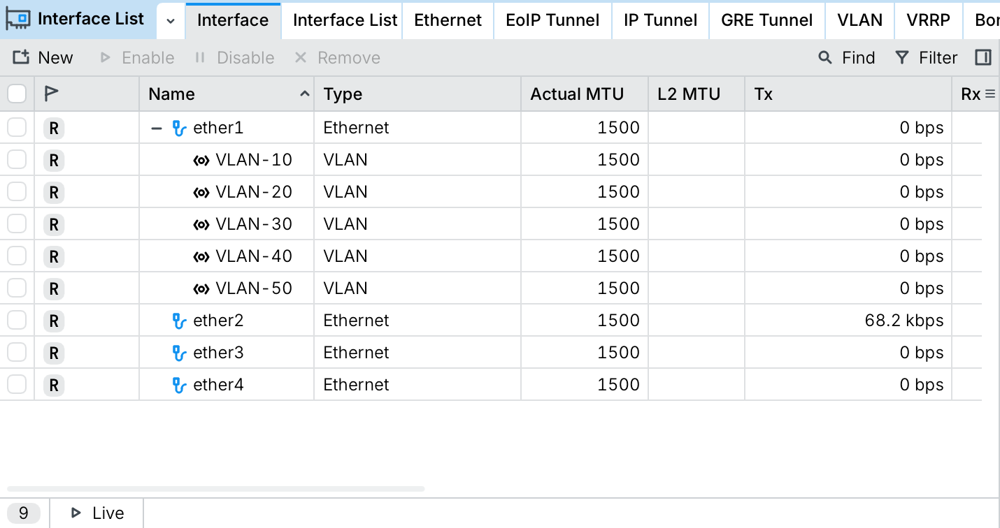 Interface List Interface Interface List Ethernet EoIP Tunnel IP Tunnel GRE Tunnel VLAN VRRP Bon
New Enable Disable Remove Find Filter
Name Type Actual MTU L2 MTU Tx Rx
R ether1 Ethernet 1500 0 bps
R VLAN-10 VLAN 1500 0 bps
R VLAN-20 VLAN 1500 0 bps
R VLAN-30 VLAN 1500 0 bps
R VLAN-40 VLAN 1500 0 bps
R VLAN-50 VLAN 1500 0 bps
R ether2 Ethernet 1500 68.2 kbps
R ether3 Ethernet 1500 0 bps
R ether4 Ethernet 1500 0 bps
9 Live